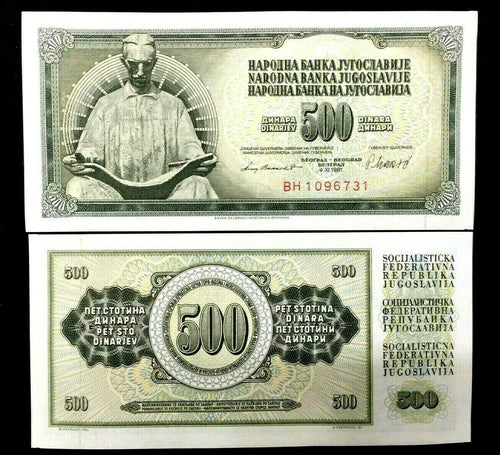 НАРОДНА БАНКА ЈУГОСЛАВИЈЕ
NARODNA BANKA JUGOSLAVIJE
НАРОДНА БАНКА НА ЈУГОСЛАВИЈА
ДИНАРА
DINARJEV
500
DINARA
ДИНАРИ
БЕОГРАД – BEOGRAD
БЕЛГРАД
4. XI 1981
BH 1096731
500
500
ПЕТ СТОТИНА
ДИНАРА
PET STO
DINARJEV
500
PET STOTINA
DINARA
ПЕТСТОТИНИ
ДИНАРИ
500
500
SOCIJALISTIČKA
FEDERATIVNA
REPUBLIKA
JUGOSLAVIJA
СОЦИЈАЛИСТИЧКА
ФЕДЕРАТИВНА
РЕПУБЛИКА
ЈУГОСЛАВИЈА
SOCIALISTIČNA
FEDERATIVNA
REPUBLIKA
JUGOSLAVIJA